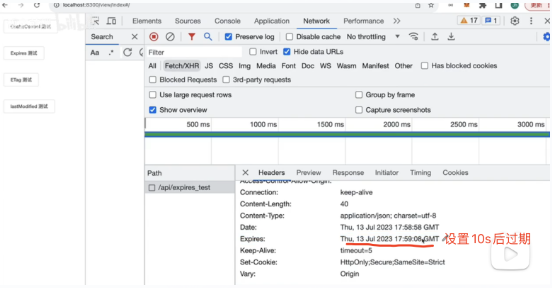 localhost:5330/view/index#/
Elements Sources Console Application Network Performance
17 1
Search
Preserve log Disable cache No throttling
Aa .*
Filter Invert Hide data URLs
All Fetch/XHR JS CSS Img Media Font Doc WS Wasm Manifest Other Has blocked cookies
Blocked Requests 3rd-party requests
Use large request rows Group by frame
Show overview Capture screenshots
500 ms 1000 ms 1500 ms 2000 ms 2500 ms 3000 ms
Expires 测试
ETag 测试
lastModified 测试
Path
/api/expires_test
Headers Preview Response Initiator Timing Cookies
Access-Control-Allow-Origin:
Connection: keep-alive
Content-Length: 40
Content-Type: application/json; charset=utf-8
Date: Thu, 13 Jul 2023 17:58:58 GMT
Expires: Thu, 13 Jul 2023 17:59:08 GMT
设置10s后过期
Keep-Alive: timeout=5
Set-Cookie: HttpOnly;Secure;SameSite=Strict
Vary: Origin